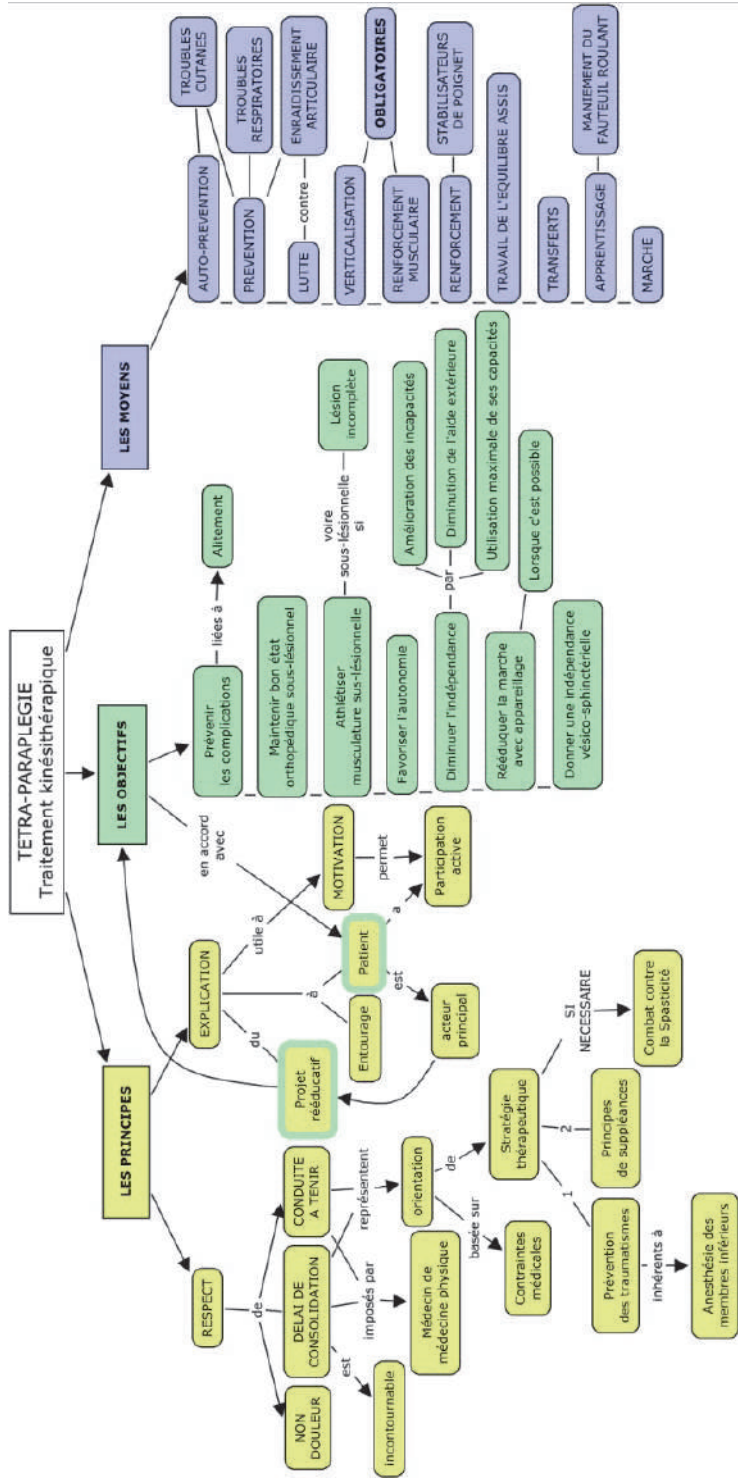 TETRA-PARAPLEGIE
Traitement kinésithérapique
LES PRINCIPES
RESPECT
de
NON
DOULEUR
DELAI DE
CONSOLIDATION
CONDUITE
A TENIR
est
incontournable
imposés par
Médecin de
médecine physique
représentent
orientation
basée sur
Contraintes
médicales
de
Stratégie
thérapeutique
1
Prévention
des traumatismes
inhérents à
Anesthésie des
membres inférieurs
2
Principes
de suppléances
SI
NECESSAIRE
Combat contre
la Spasticité
EXPLICATION
du
Projet
rééducatif
à
Entourage
Patient
utile à
MOTIVATION
permet
est
acteur
principal
a
Participation
active
LES OBJECTIFS
en accord
avec
Prévenir
les complications
liées à
Alitement
Maintenir bon état
orthopédique sous-lésionnel
Athlétiser
musculature sus-lésionnelle
voire
sous-lésionnelle
si
Lésion
incomplète
Favoriser l'autonomie
Diminuer l'indépendance
par
Amélioration des incapacités
Diminution de l'aide extérieure
Utilisation maximale de ses capacités
Rééduquer la marche
avec appareillage
Lorsque c'est possible
Donner une indépendance
vésico-sphinctérielle
LES MOYENS
AUTO-PREVENTION
TROUBLES
CUTANES
PREVENTION
TROUBLES
RESPIRATOIRES
LUTTE
contre
ENRAIDISSEMENT
ARTICULAIRE
VERTICALISATION
RENFORCEMENT
MUSCULAIRE
OBLIGATOIRES
RENFORCEMENT
STABILISATEURS
DE POIGNET
TRAVAIL DE L'EQUILIBRE ASSIS
TRANSFERTS
APPRENTISSAGE
MANIEMENT DU
FAUTEUIL ROULANT
MARCHE